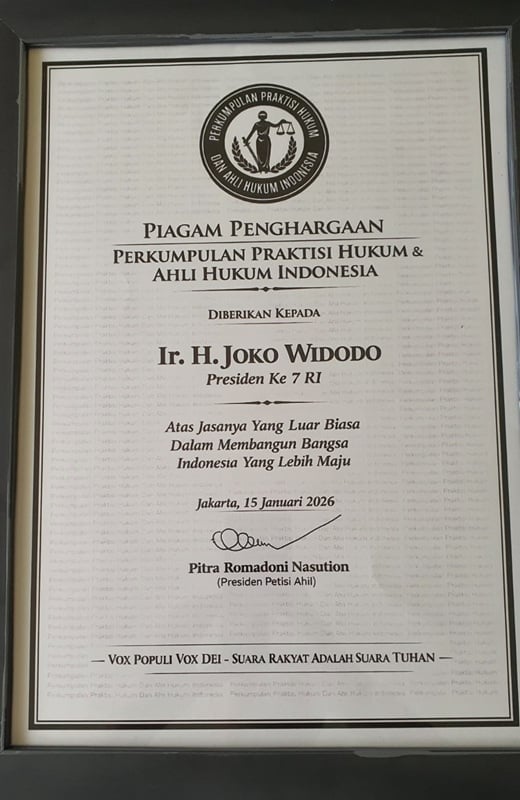 PERKUMPULAN PRAKTISI HUKUM
DAN AHLI HUKUM INDONESIA
PIAGAM PENGHARGAAN
PERKUMPULAN PRAKTISI HUKUM &
AHLI HUKUM INDONESIA
DIBERIKAN KEPADA
Ir. H. JOKO WIDODO
Presiden Ke 7 RI
Atas Jasanya Yang Luar Biasa
Dalam Membangun Bangsa
Indonesia Yang Lebih Maju
Jakarta, 15 Januari 2026
Pitra Romadoni Nasution
(Presiden Petisi Ahil)
— VOX POPULI VOX DEI - SUARA RAKYAT ADALAH SUARA TUHAN —